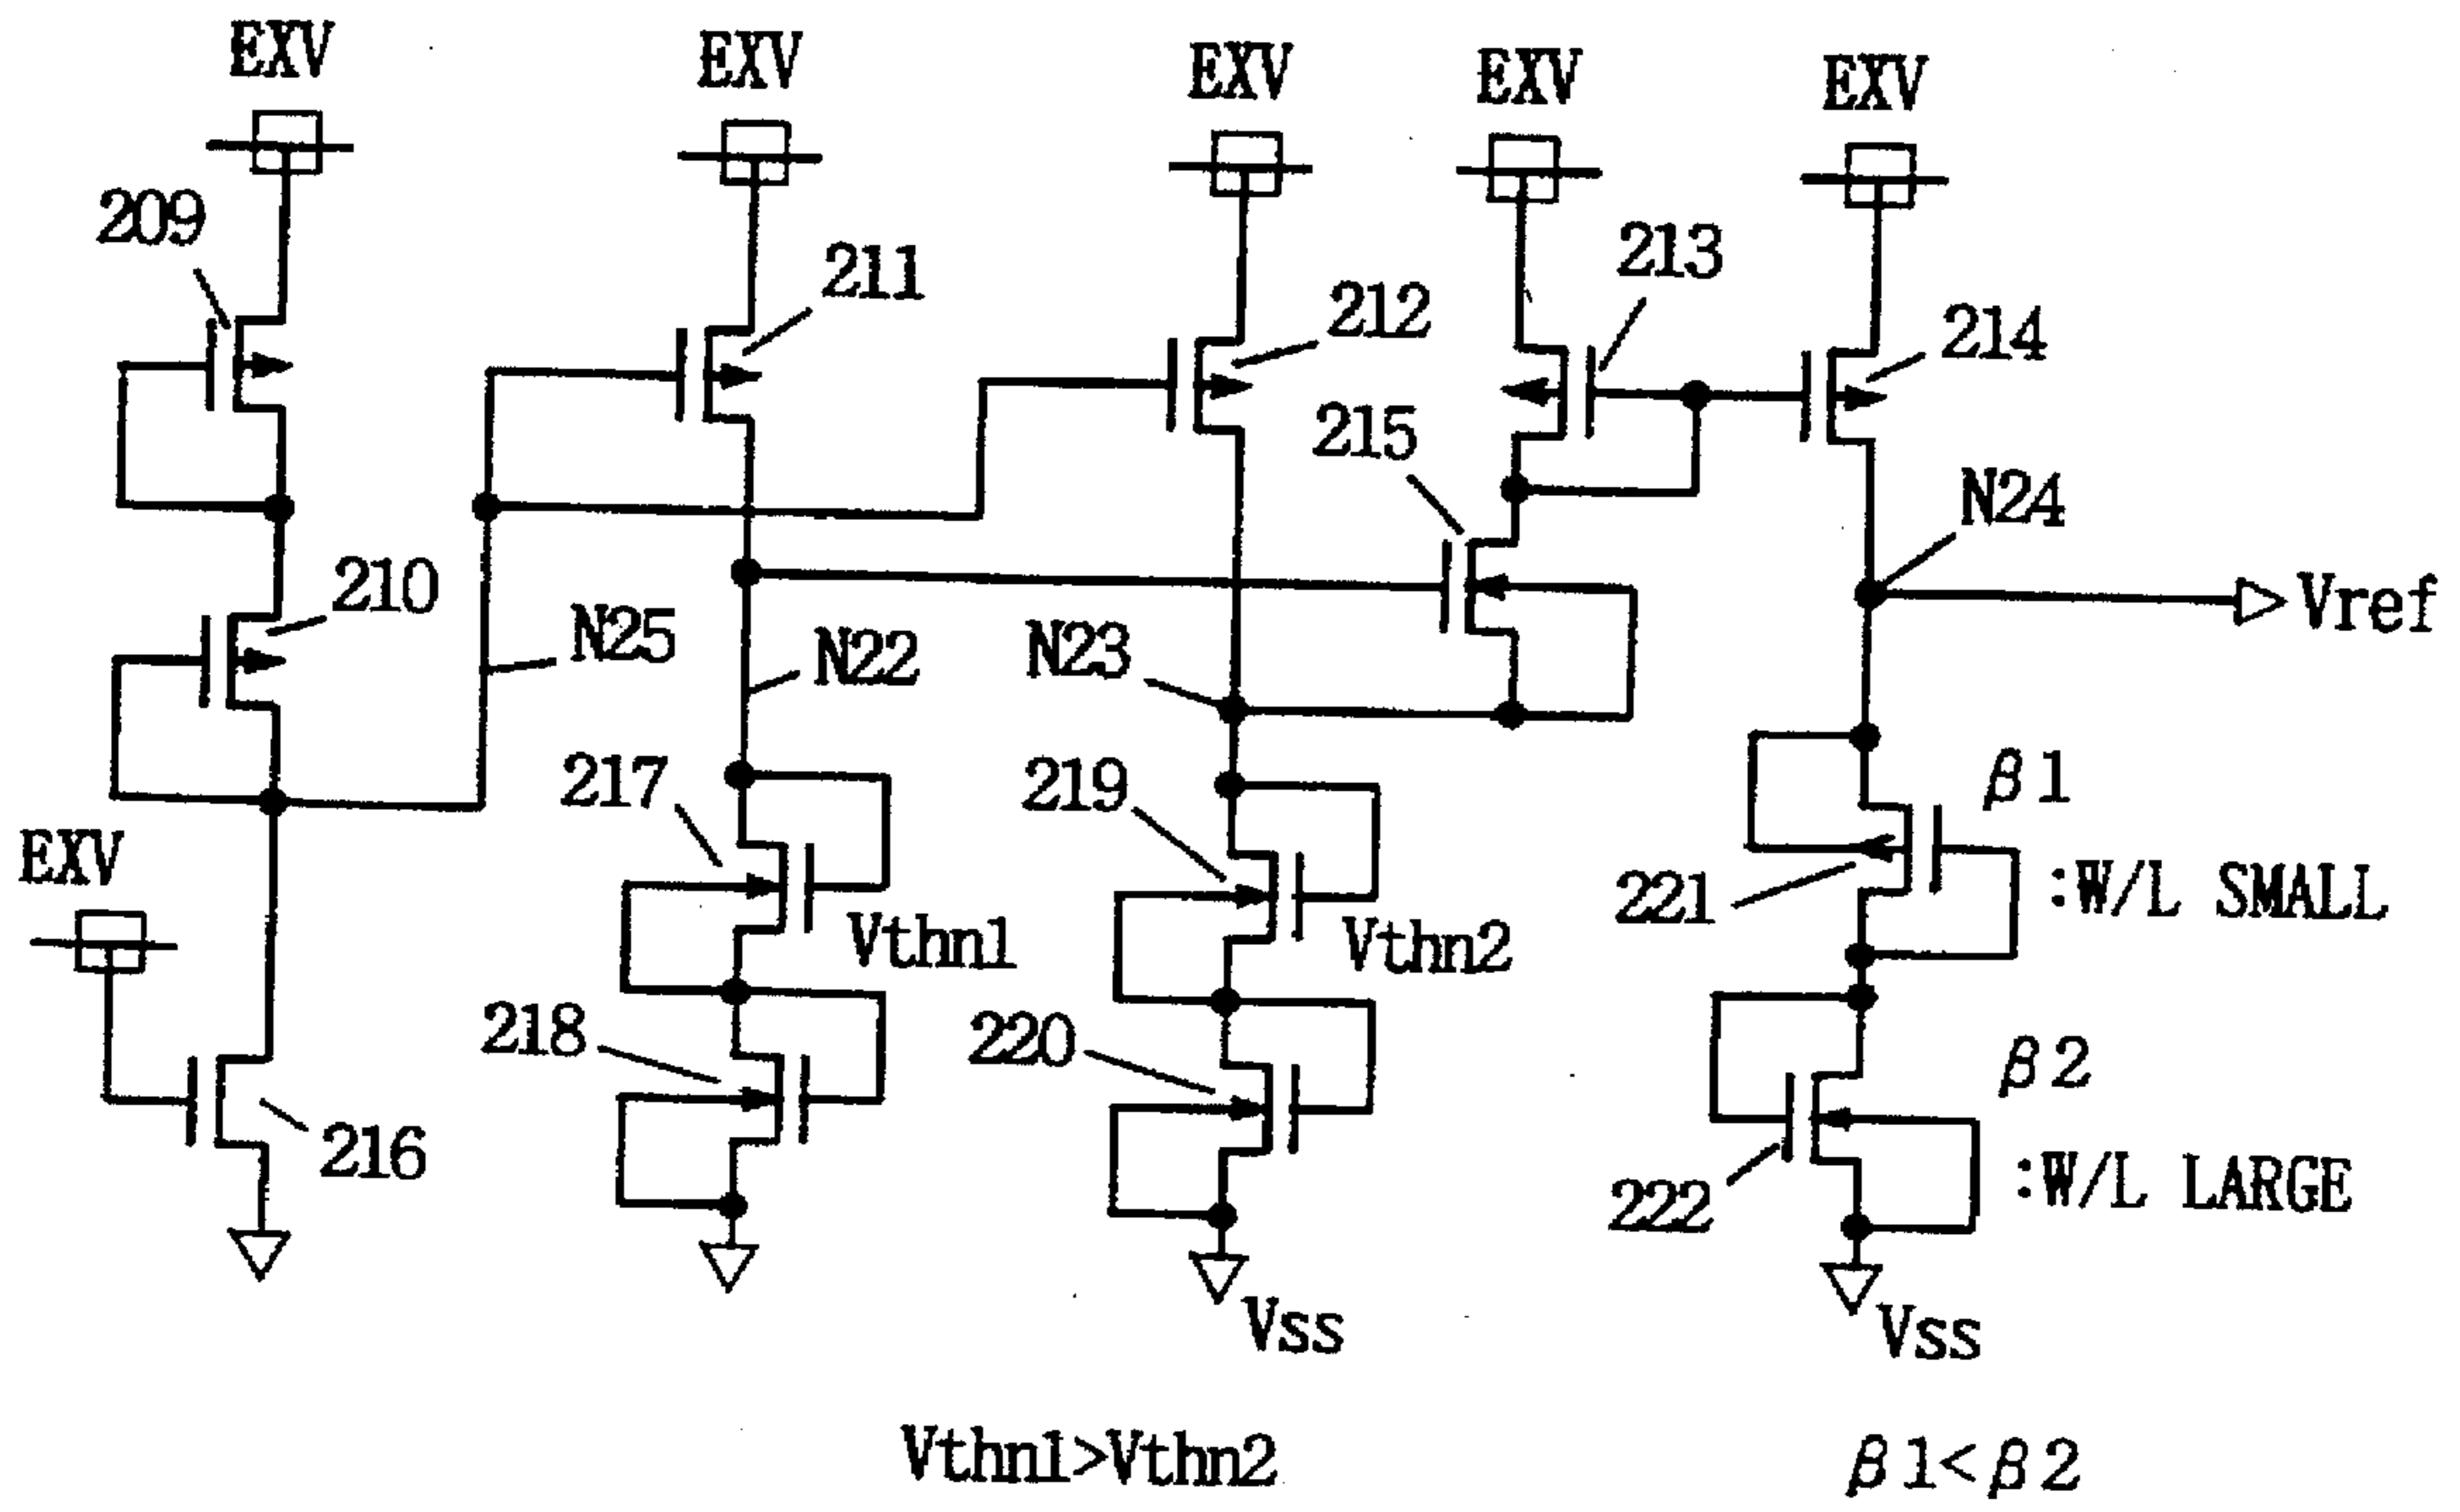 EXV
EXV
EXV
EXV
EXV
209
211
212
213
214
215
N24
210
N25
N22
N23
Vref
217
219
β1
EXV
221
:W/L SMALL
Vthn1
Vthn2
218
220
β2
216
222
:W/L LARGE
Vss
Vss
Vthn1>Vthn2
β1<β2